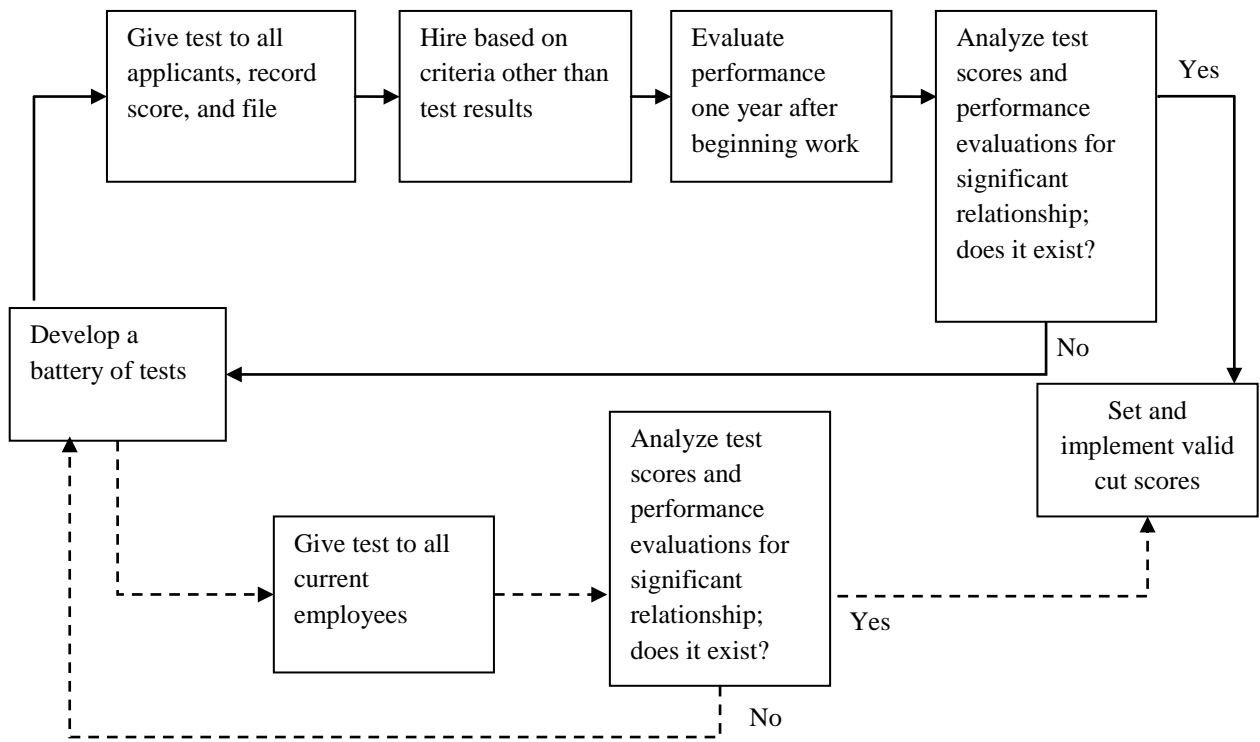 Give test to all
applicants, record
score, and file
Hire based on
criteria other than
test results
Evaluate
performance
one year after
beginning work
Analyze test
scores and
performance
evaluations for
significant
relationship;
does it exist?
Yes
No
Develop a
battery of tests
Set and
implement valid
cut scores
Give test to all
current
employees
Analyze test
scores and
performance
evaluations for
significant
relationship;
does it exist?
Yes
No